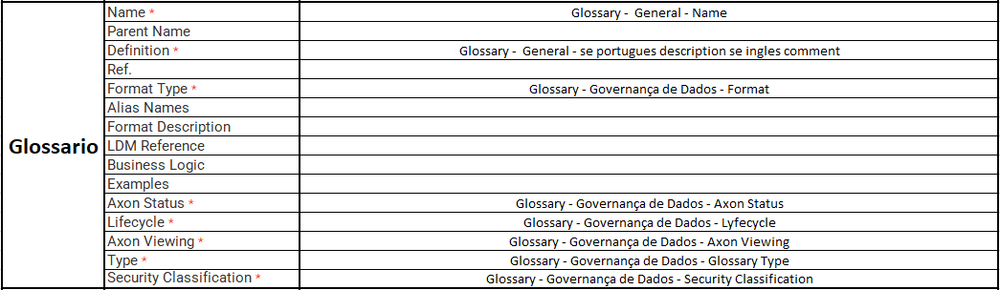 Glossario
Name * Glossary -  General - Name
Parent Name
Definition * Glossary -  General - se portugues description se ingles comment
Ref.
Format Type * Glossary - Governança de Dados - Format
Alias Names
Format Description
LDM Reference
Business Logic
Examples
Axon Status * Glossary - Governança de Dados - Axon Status
Lifecycle * Glossary - Governança de Dados - Lyfecycle
Axon Viewing * Glossary - Governança de Dados - Axon Viewing
Type * Glossary - Governança de Dados - Glossary Type
Security Classification * Glossary - Governança de Dados - Security Classification